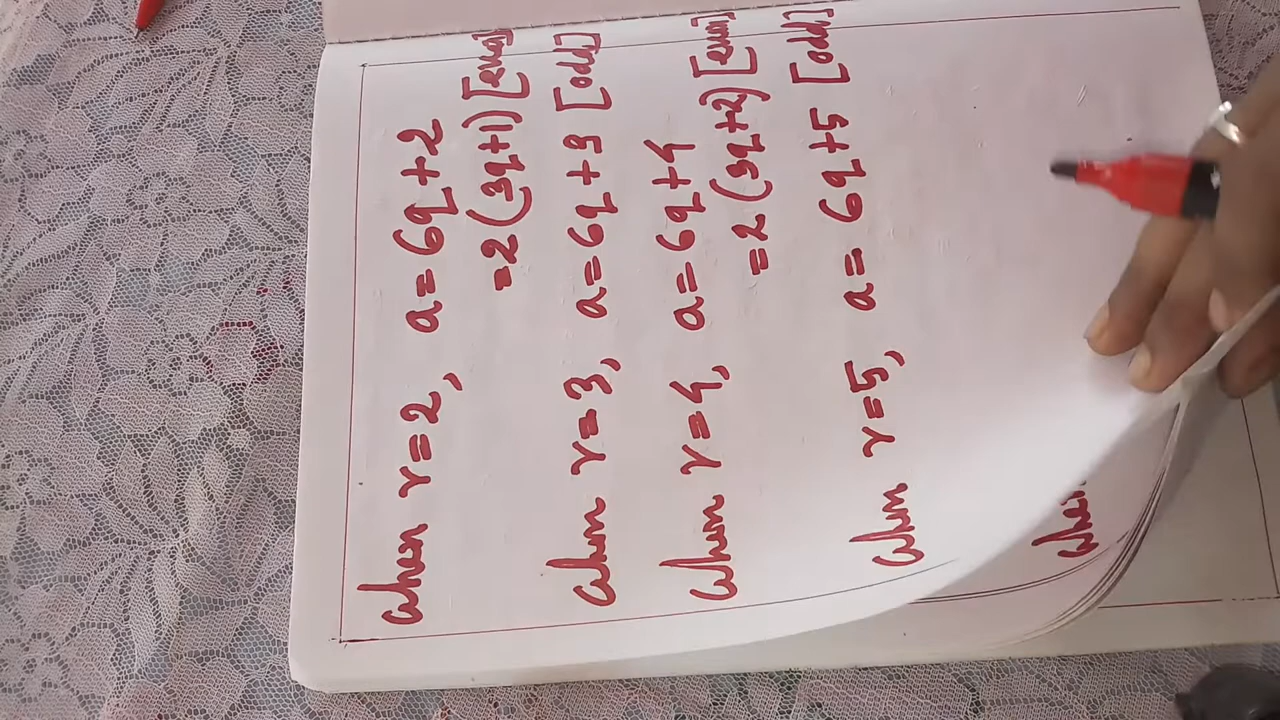 When r=2, a=6q+2
=2(3q+1)[even]
When r=3, a=6q+3 [odd]
When r=4, a=6q+4
=2(3q+2)[even]
When r=5, a=6q+5 [odd]
When